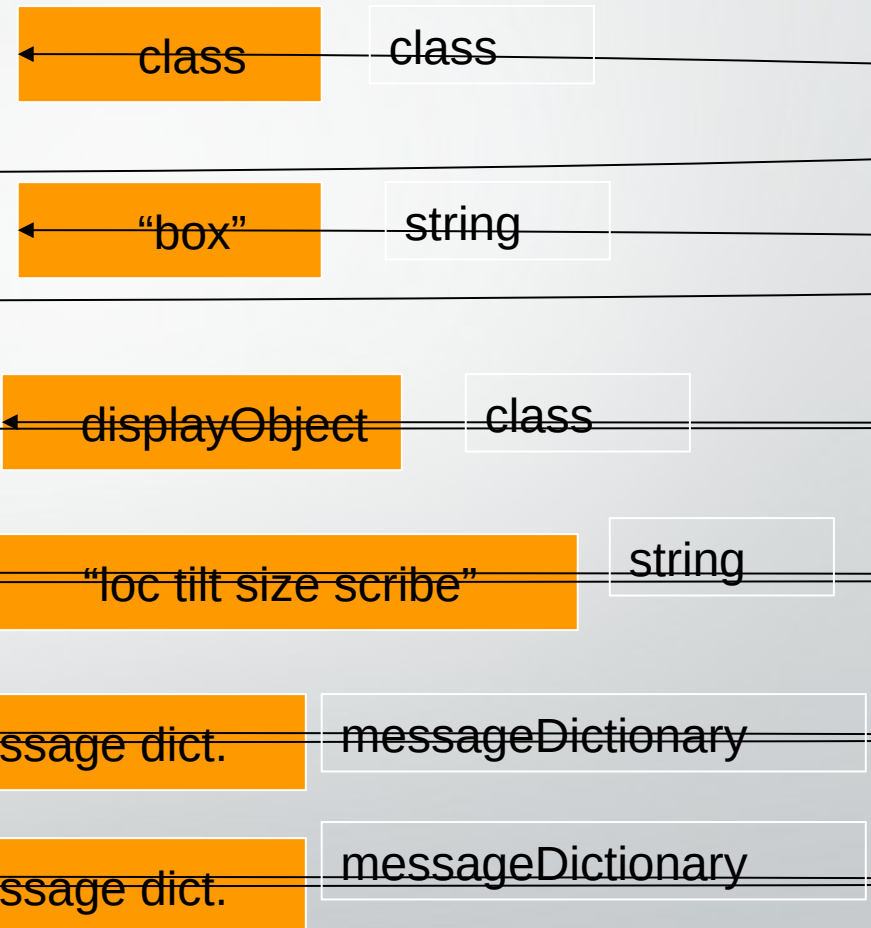 class class
“box” string
displayObject class
“loc tilt size scribe” string
ssage dict. messageDictionary
ssage dict. messageDictionary